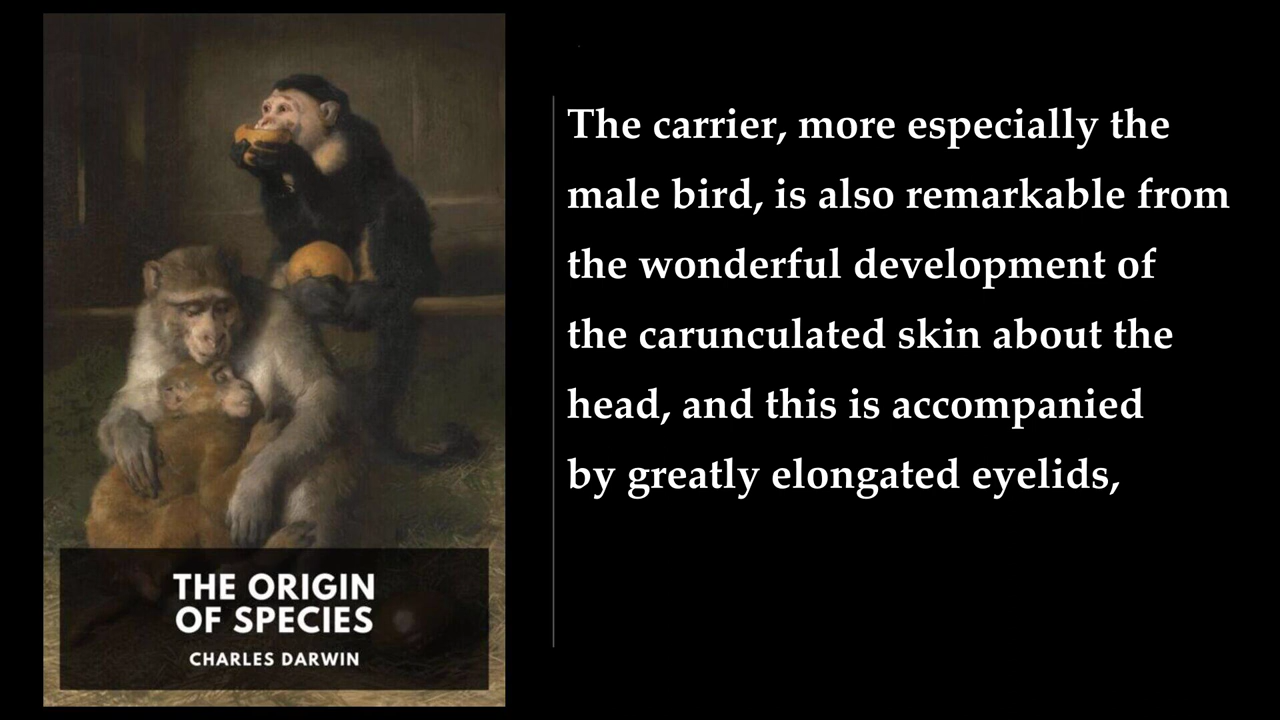 THE ORIGIN
OF SPECIES
CHARLES DARWIN
The carrier, more especially the
male bird, is also remarkable from
the wonderful development of
the carunculated skin about the
head, and this is accompanied
by greatly elongated eyelids,